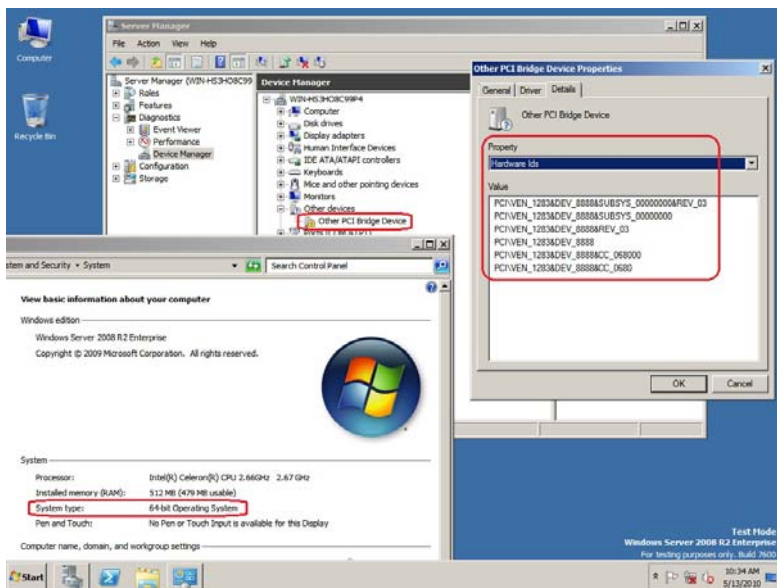 Computer
Recycle Bin
Server Manager
File Action View Help
Server Manager (WIN-HS3HO8C99
Roles
Features
Diagnostics
Event Viewer
Performance
Device Manager
Configuration
Storage
Device Manager
WIN-HS3HO8C99P4
Computer
Disk drives
Display adapters
Human Interface Devices
IDE ATA/ATAPI controllers
Keyboards
Mice and other pointing devices
Monitors
Other devices
Other PCI Bridge Device
Other PCI Bridge Device Properties
General Driver Details
Other PCI Bridge Device
Property
Hardware Ids
Value
PCI\VEN_1283&DEV_8888&SUBSYS_00000000&REV_03
PCI\VEN_1283&DEV_8888&SUBSYS_00000000
PCI\VEN_1283&DEV_8888&REV_03
PCI\VEN_1283&DEV_8888
PCI\VEN_1283&DEV_8888&CC_068000
PCI\VEN_1283&DEV_8888&CC_0680
OK Cancel
stem and Security System
Search Control Panel
View basic information about your computer
Windows edition
Windows Server 2008 R2 Enterprise
Copyright © 2009 Microsoft Corporation. All rights reserved.
System
Processor: Intel(R) Celeron(R) CPU 2.66GHz 2.67 GHz
Installed memory (RAM): 512 MB (479 MB usable)
System type: 64-bit Operating System
Pen and Touch: No Pen or Touch Input is available for this Display
Computer name, domain, and workgroup settings
Test Mode
Windows Server 2008 R2 Enterprise
For testing purposes only. Build 7600
Start
10:34 AM
5/13/2010